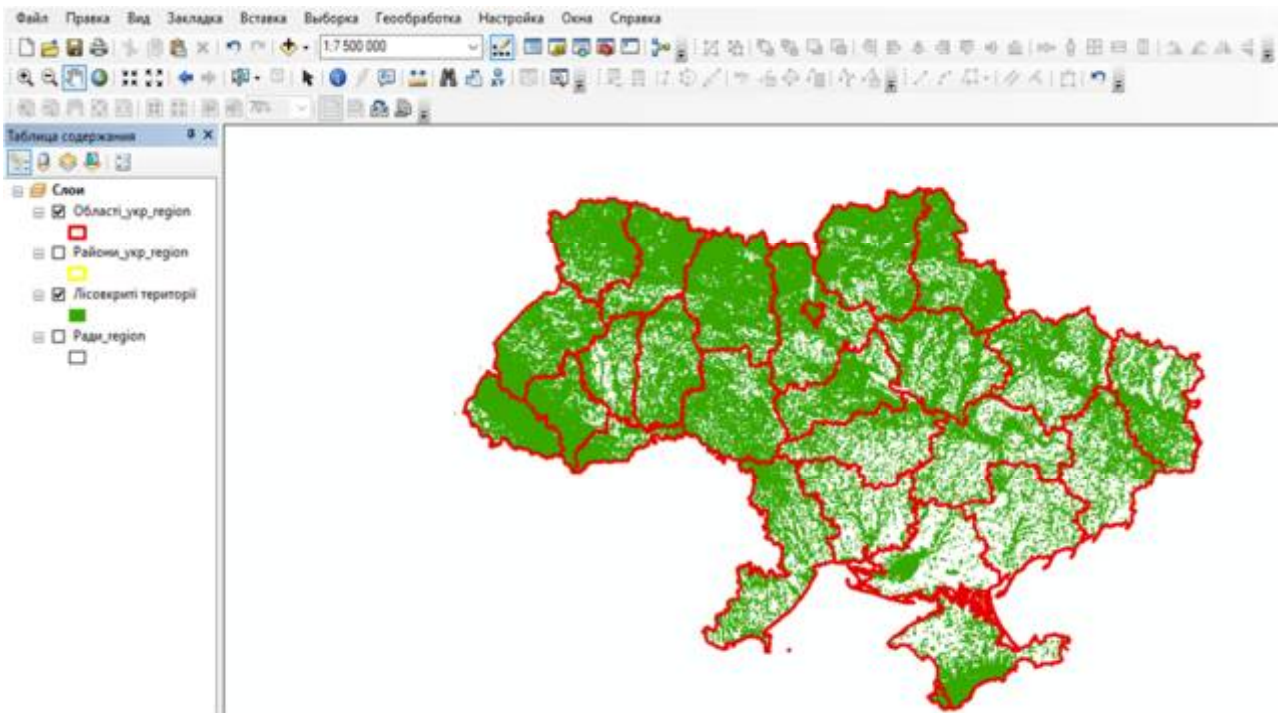 Файл Правка Вид Закладка Вставка Выборка Геообработка Настройка Окна Справка
1:7 500 000
70%
Таблица содержания
Слои
Області_укр_region
Райони_укр_region
Лісовкриті території
Ради_region